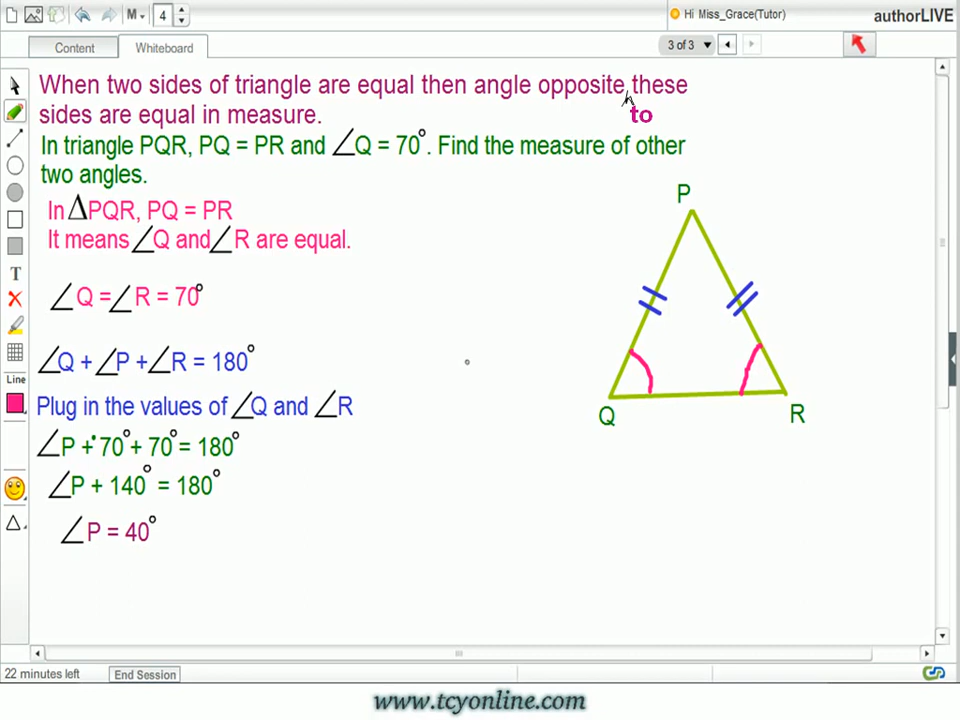 M 4 Hi Miss_Grace(Tutor) authorLIVE
Content Whiteboard 3 of 3
When two sides of triangle are equal then angle opposite these
to
sides are equal in measure.
In triangle PQR, PQ = PR and ∠Q = 70°. Find the measure of other
two angles.
In ΔPQR, PQ = PR
It means ∠Q and ∠R are equal.
∠Q = ∠R = 70°
∠Q + ∠P + ∠R = 180°
Plug in the values of ∠Q and ∠R
∠P + 70° + 70° = 180°
∠P + 140° = 180°
∠P = 40°
P
Q
R
T
Line
22 minutes left End Session
www.tcyonline.com